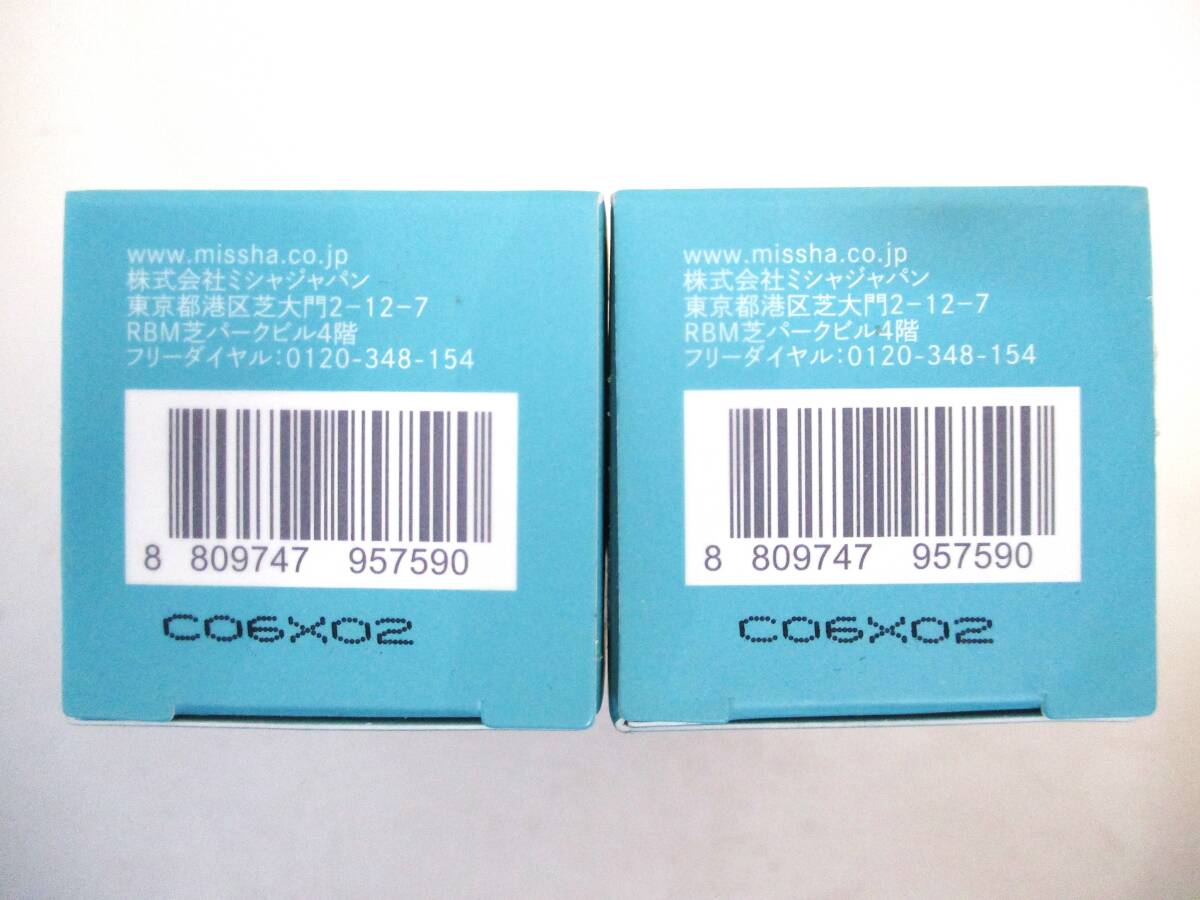 www.missha.co.jp
株式会社ミシャジャパン
東京都港区芝大門2-12-7
RBM芝パークビル4階
フリーダイヤル:0120-348-154
8 809747 957590
C06X02
www.missha.co.jp
株式会社ミシャジャパン
東京都港区芝大門2-12-7
RBM芝パークビル4階
フリーダイヤル:0120-348-154
8 809747 957590
C06X02